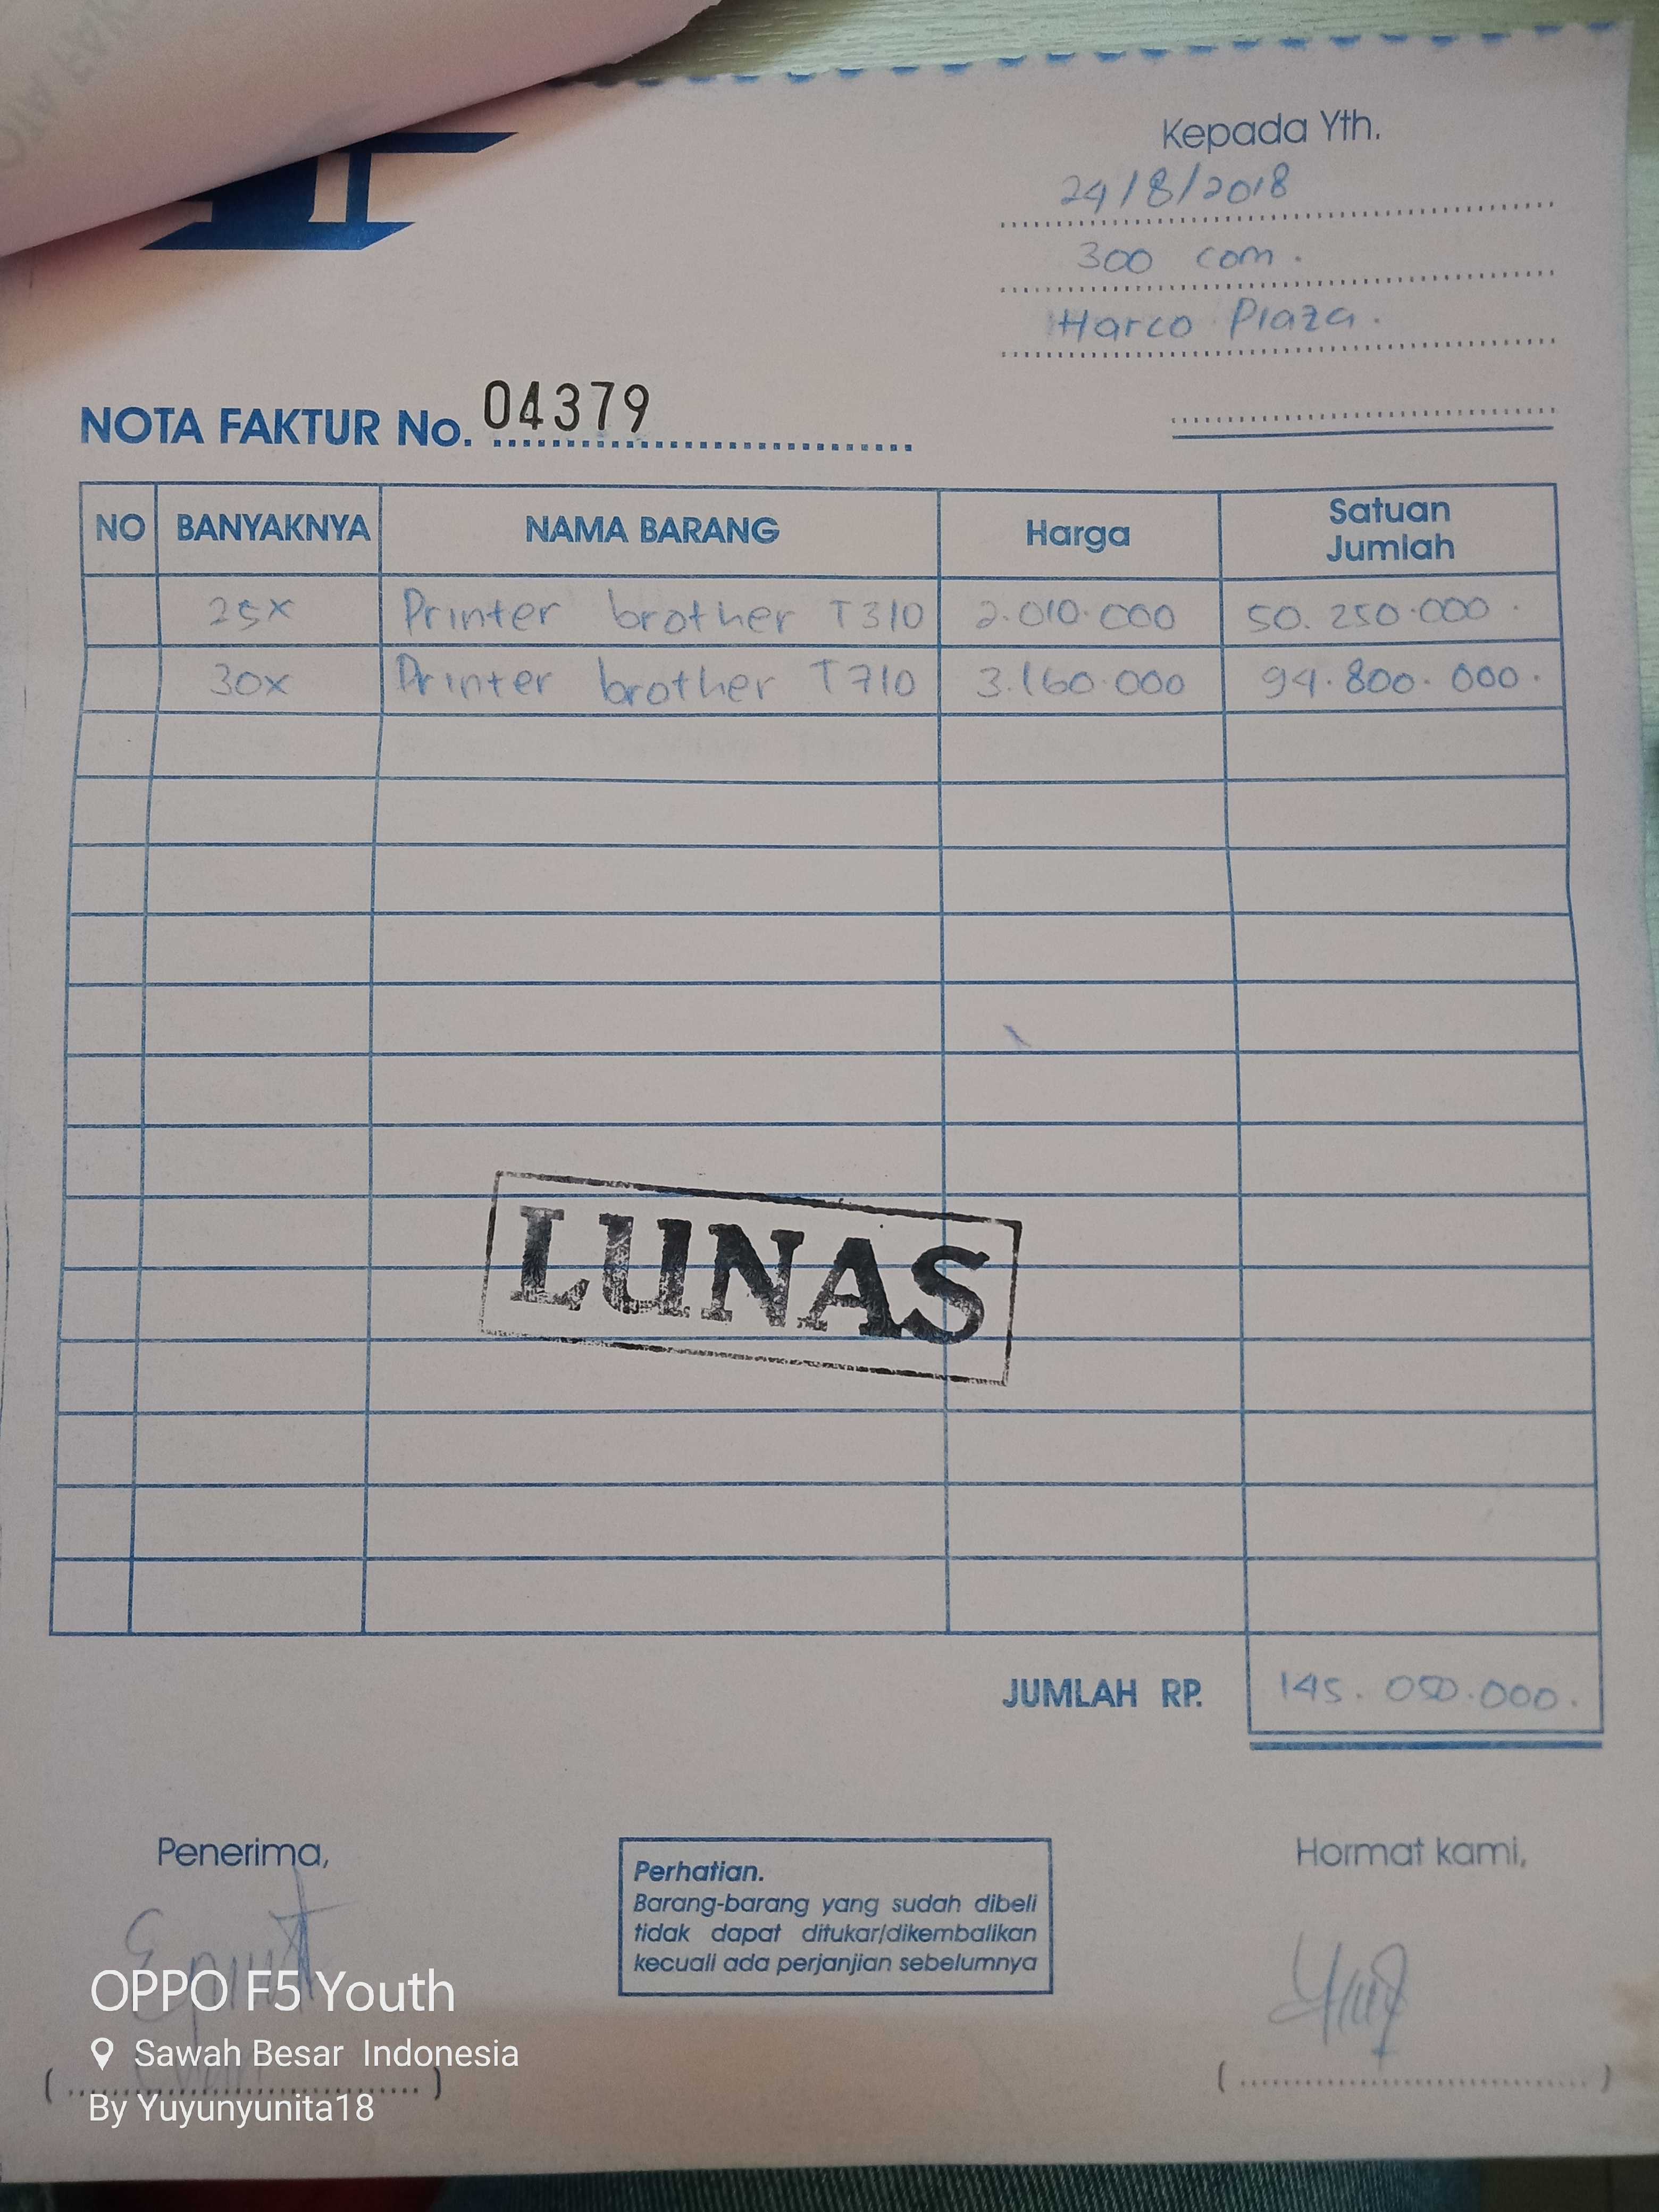 Kepada Yth.
24/8/2018
300 com.
Harco Plaza.
NOTA FAKTUR No. 04379
NO BANYAKNYA NAMA BARANG Harga Satuan Jumlah
25x Printer brother T310 2.010.000 50.250.000.
30x Printer brother T710 3.160.000 94.800.000.
LUNAS
JUMLAH RP. 145.050.000.
Penerima,
Hormat kami,
Perhatian.
Barang-barang yang sudah dibeli
tidak dapat ditukar/dikembalikan
kecuali ada perjanjian sebelumnya
OPPO F5 Youth
Sawah Besar Indonesia
By Yuyunyunita18